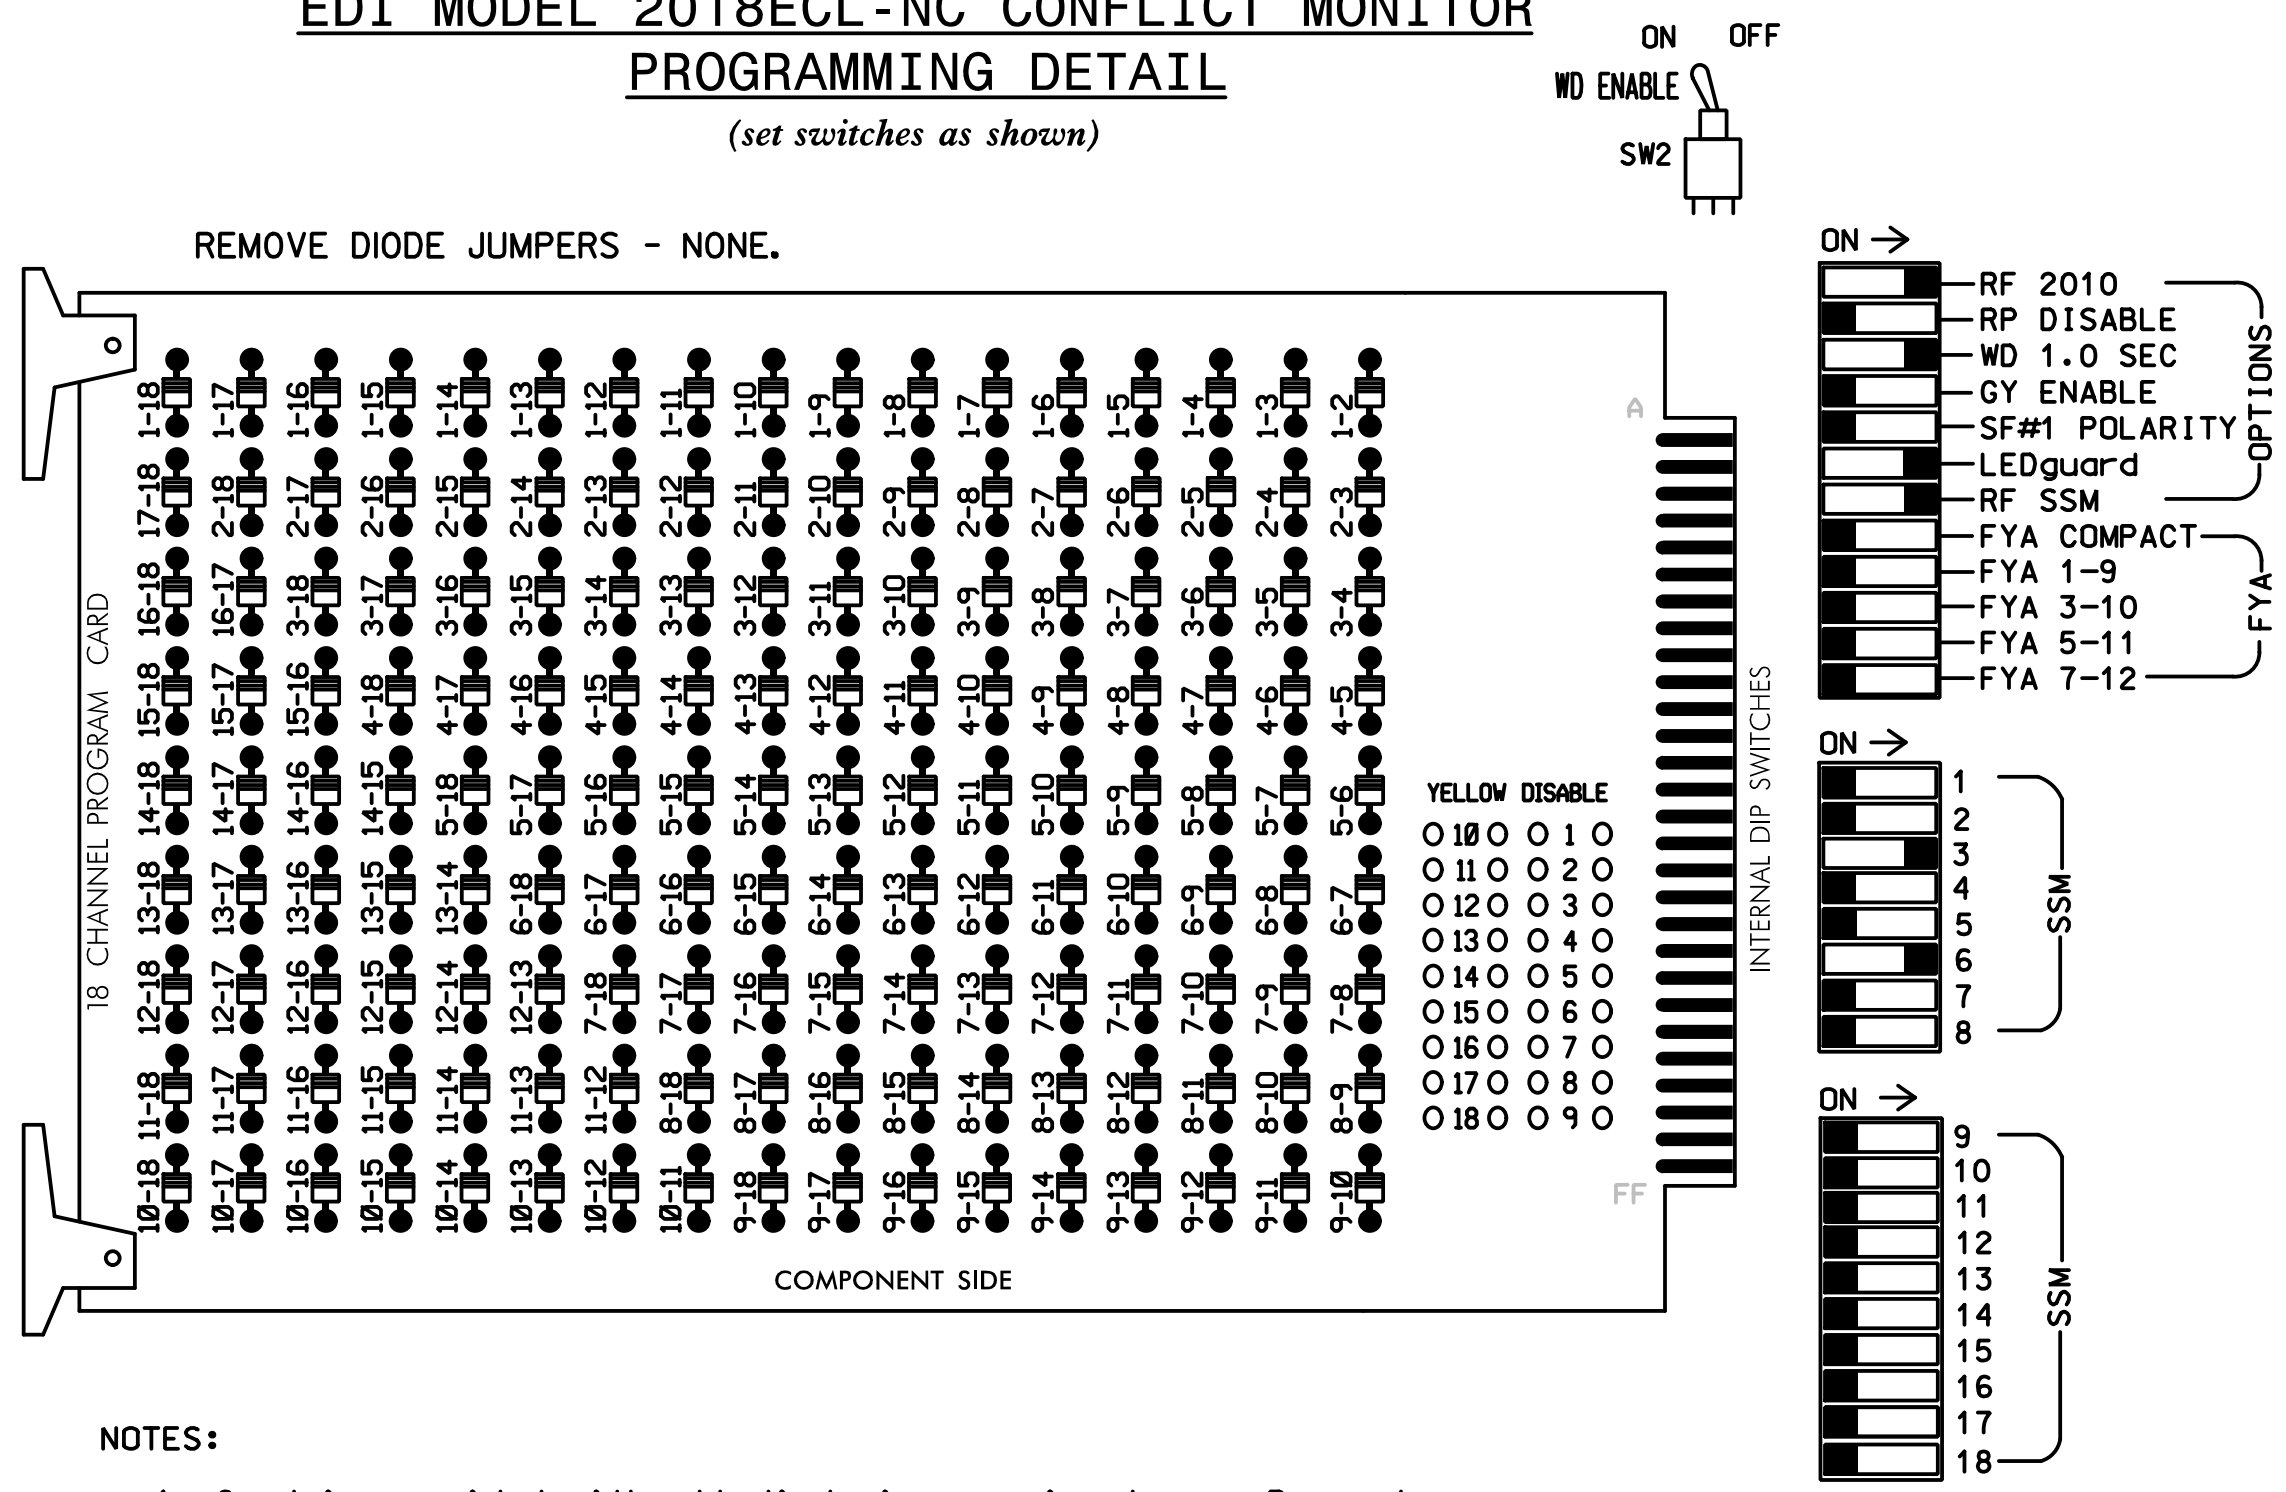 EDI MODEL 2018ECL-NC CONFLICT MONITOR
PROGRAMMING DETAIL
(set switches as shown)
ON OFF
WD ENABLE
SW2
REMOVE DIODE JUMPERS - NONE.
1-18 1-17 1-16 1-15 1-14 1-13 1-12 1-11 1-10 1-9 1-8 1-7 1-6 1-5 1-4 1-3 1-2
17-18 2-18 2-17 2-16 2-15 2-14 2-13 2-12 2-11 2-10 2-9 2-8 2-7 2-6 2-5 2-4 2-3
16-18 16-17 3-18 3-17 3-16 3-15 3-14 3-13 3-12 3-11 3-10 3-9 3-8 3-7 3-6 3-5 3-4
15-18 15-17 15-16 4-18 4-17 4-16 4-15 4-14 4-13 4-12 4-11 4-10 4-9 4-8 4-7 4-6 4-5
14-18 14-17 14-16 14-15 5-18 5-17 5-16 5-15 5-14 5-13 5-12 5-11 5-10 5-9 5-8 5-7 5-6
13-18 13-17 13-16 13-15 13-14 6-18 6-17 6-16 6-15 6-14 6-13 6-12 6-11 6-10 6-9 6-8 6-7
12-18 12-17 12-16 12-15 12-14 12-13 7-18 7-17 7-16 7-15 7-14 7-13 7-12 7-11 7-10 7-9 7-8
11-18 11-17 11-16 11-15 11-14 11-13 11-12 8-18 8-17 8-16 8-15 8-14 8-13 8-12 8-11 8-10 8-9
10-18 10-17 10-16 10-15 10-14 10-13 10-12 10-11 9-18 9-17 9-16 9-15 9-14 9-13 9-12 9-11 9-10
18 CHANNEL PROGRAM CARD
COMPONENT SIDE
YELLOW DISABLE
10 1
11 2
12 3
13 4
14 5
15 6
16 7
17 8
18 9
A
FF
INTERNAL DIP SWITCHES
ON →
RF 2010
RP DISABLE
WD 1.0 SEC
GY ENABLE
SF#1 POLARITY
LEDguard
RF SSM
OPTIONS
FYA COMPACT
FYA 1-9
FYA 3-10
FYA 5-11
FYA 7-12
FYA
ON →
1
2
3
4
5
6
7
8
SSM
ON →
9
10
11
12
13
14
15
16
17
18
SSM
NOTES: